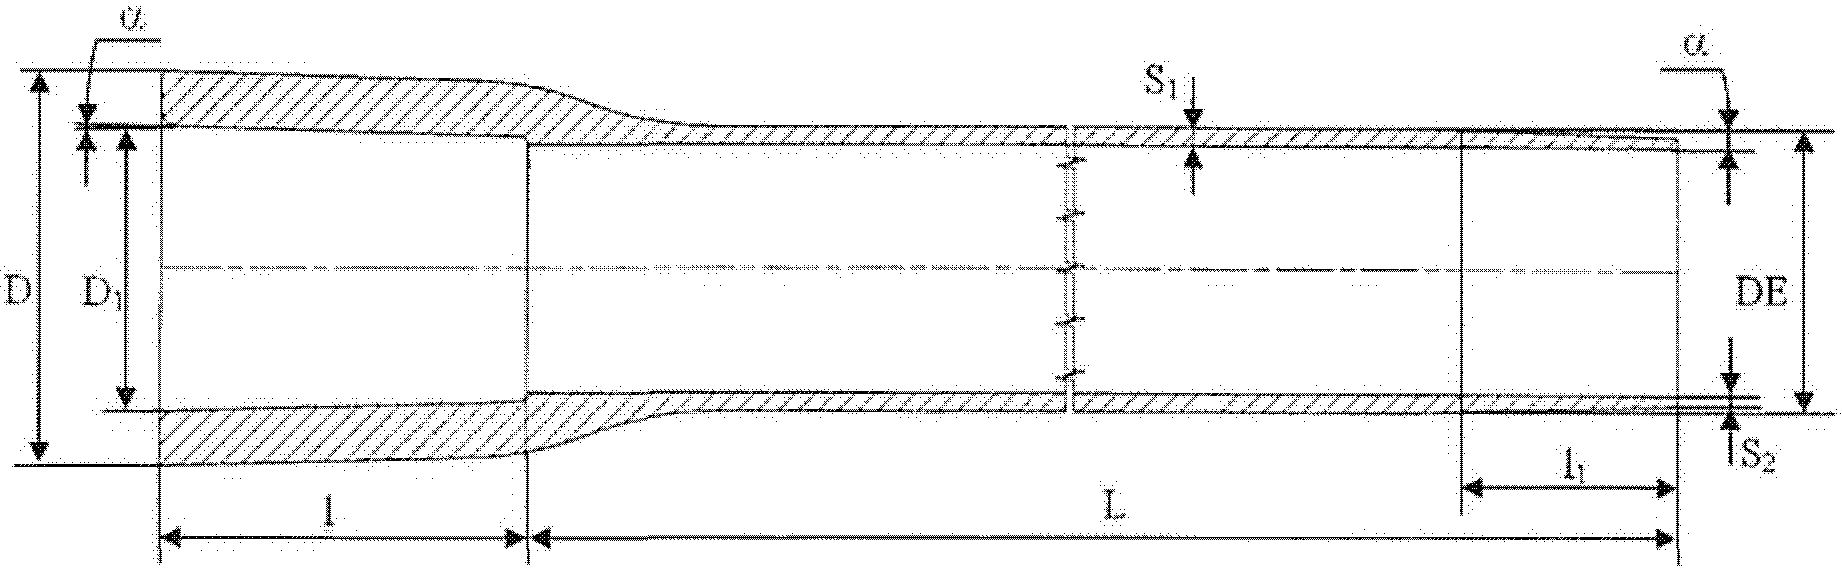 α
α
S₁
D
D₁
DE
S₂
l
L
l₁